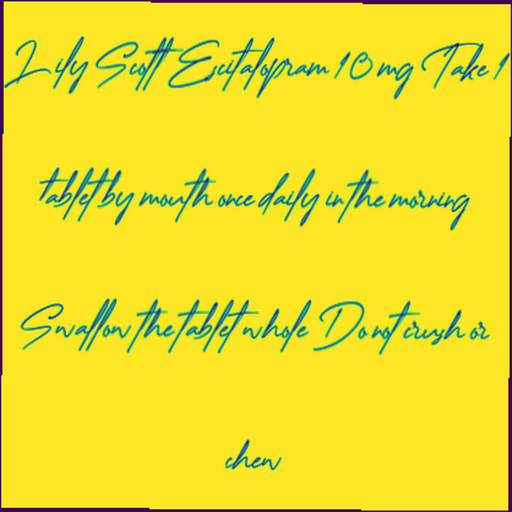 Lily Scott Escitalopram 10 mg Take 1
tablet by mouth once daily in the morning
Swallow the tablet whole Do not crush or
chew